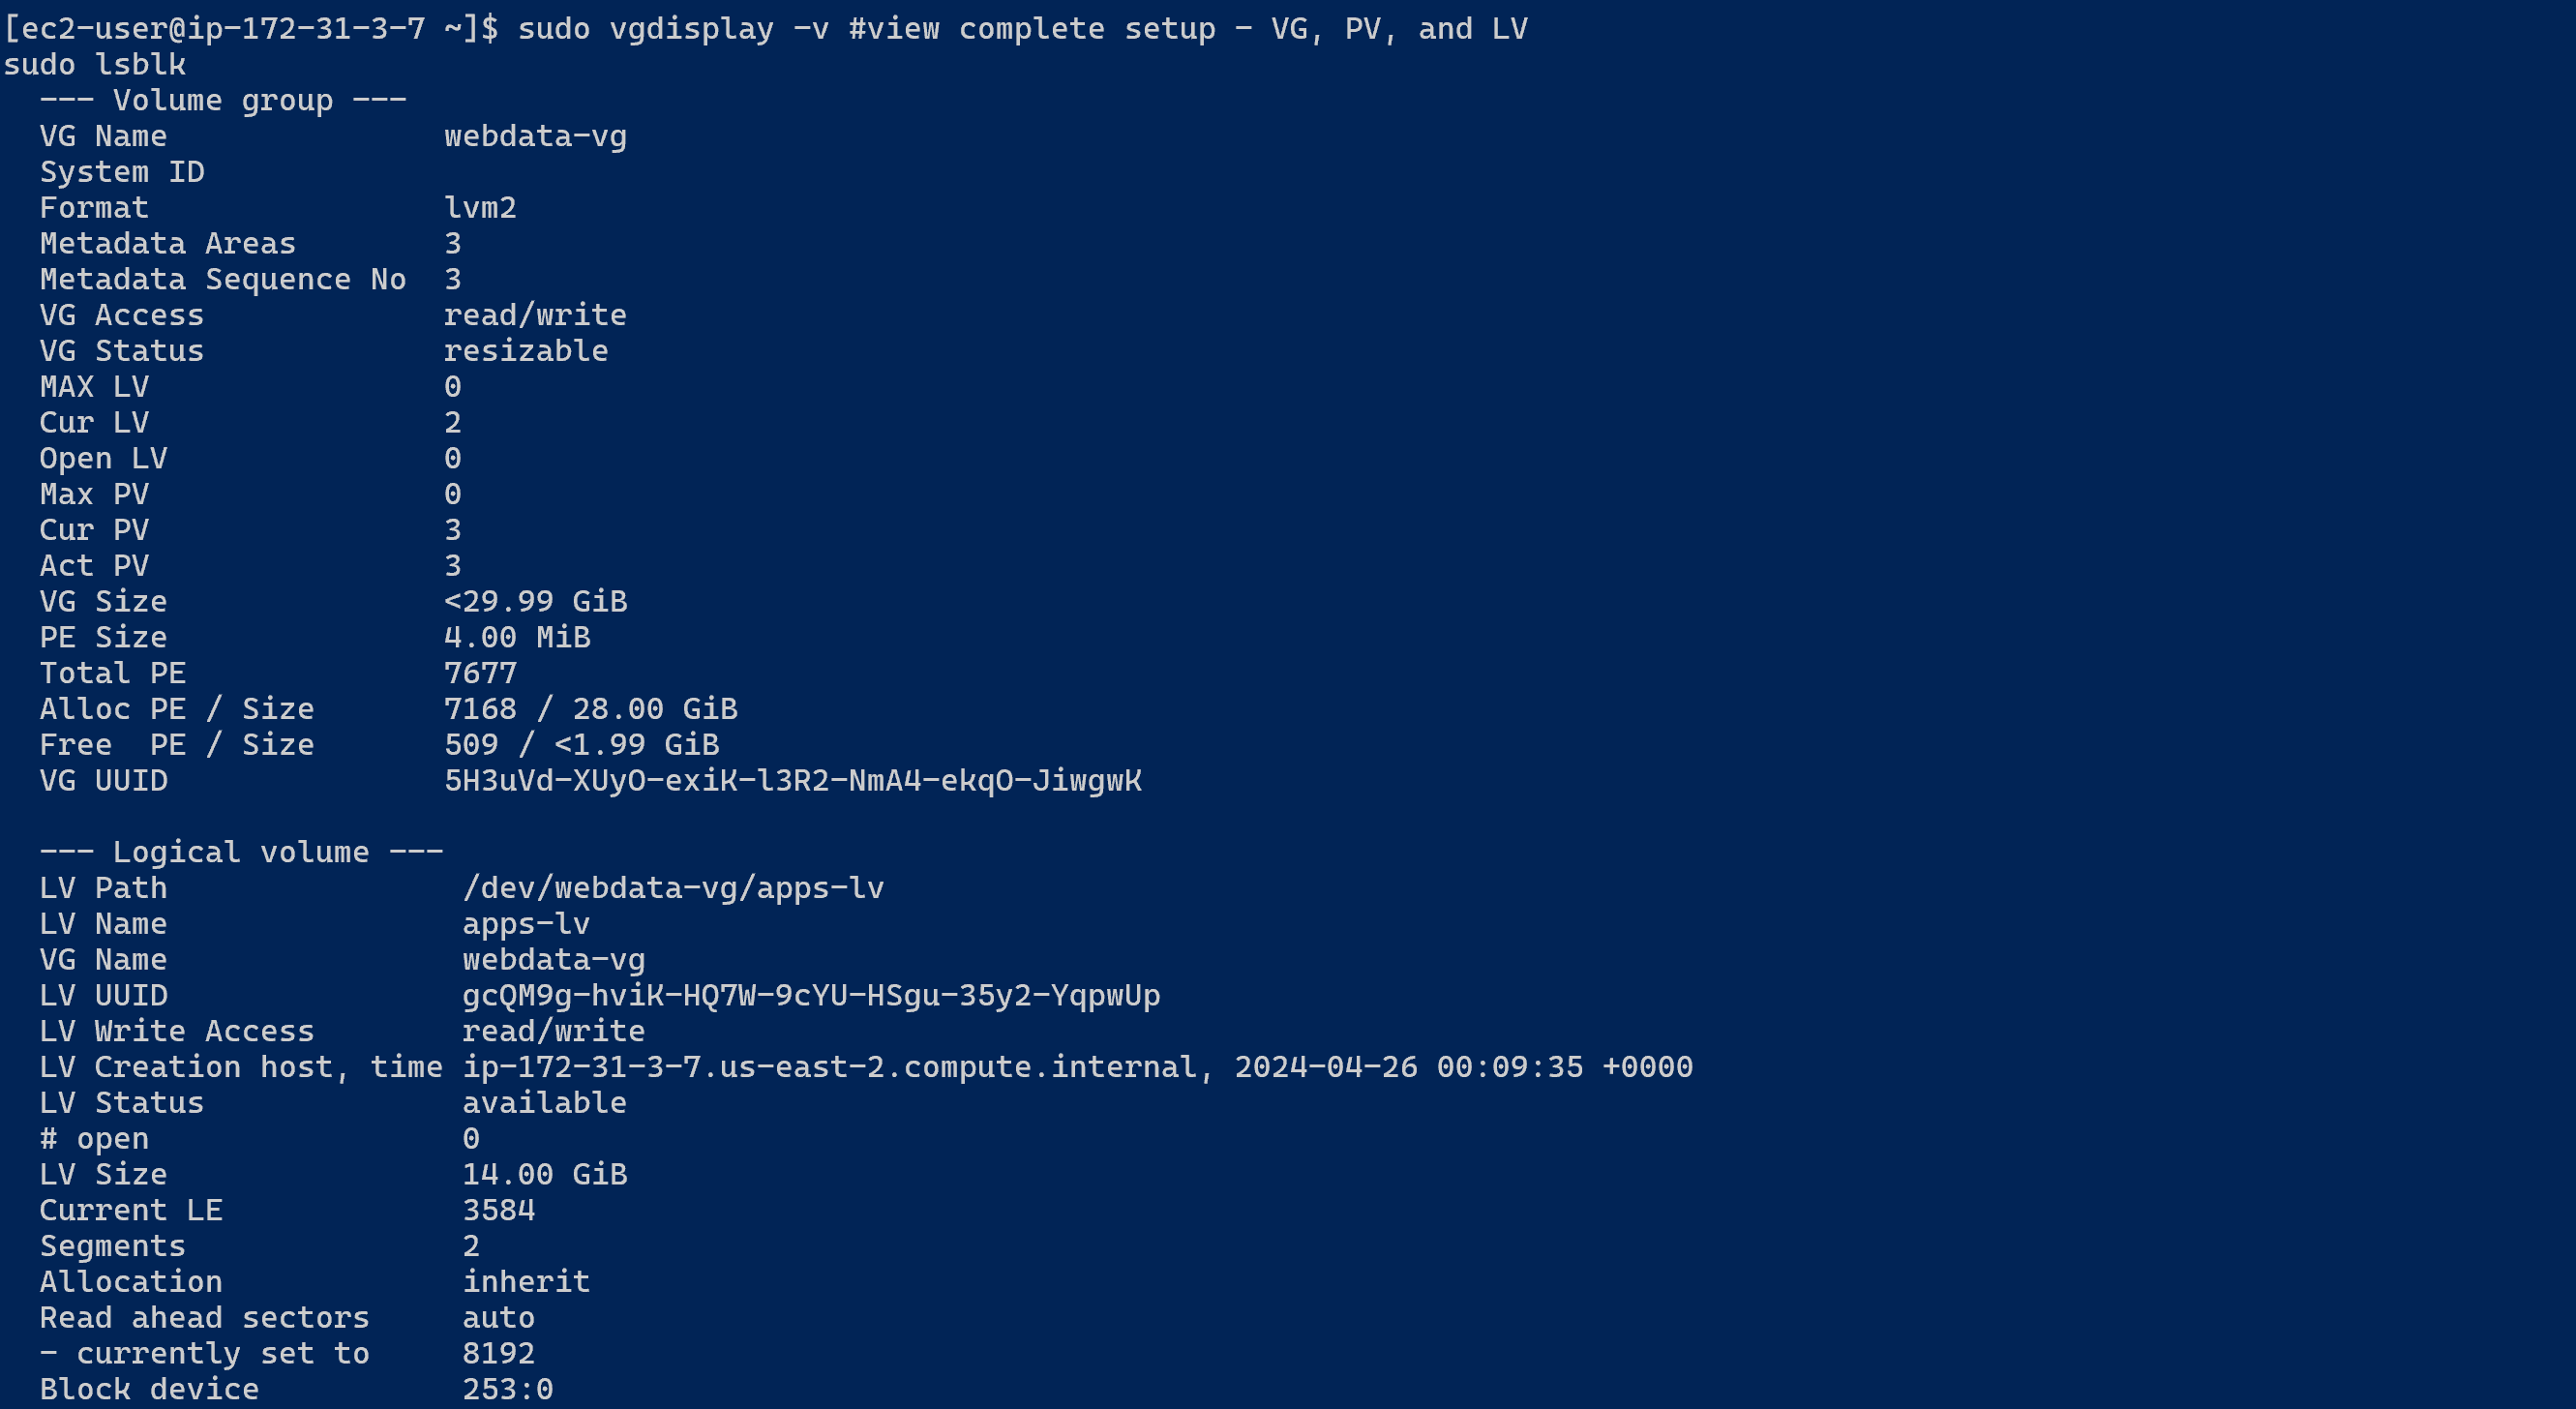 [ec2-user@ip-172-31-3-7 ~]$ sudo vgdisplay -v #view complete setup - VG, PV, and LV
sudo lsblk
  --- Volume group ---
  VG Name               webdata-vg
  System ID
  Format                lvm2
  Metadata Areas        3
  Metadata Sequence No  3
  VG Access             read/write
  VG Status             resizable
  MAX LV                0
  Cur LV                2
  Open LV               0
  Max PV                0
  Cur PV                3
  Act PV                3
  VG Size               <29.99 GiB
  PE Size               4.00 MiB
  Total PE              7677
  Alloc PE / Size       7168 / 28.00 GiB
  Free  PE / Size       509 / <1.99 GiB
  VG UUID               5H3uVd-XUyO-exiK-l3R2-NmA4-ekqO-JiwgwK

  --- Logical volume ---
  LV Path                /dev/webdata-vg/apps-lv
  LV Name                apps-lv
  VG Name                webdata-vg
  LV UUID                gcQM9g-hviK-HQ7W-9cYU-HSgu-35y2-YqpwUp
  LV Write Access        read/write
  LV Creation host, time ip-172-31-3-7.us-east-2.compute.internal, 2024-04-26 00:09:35 +0000
  LV Status              available
  # open                 0
  LV Size                14.00 GiB
  Current LE             3584
  Segments               2
  Allocation             inherit
  Read ahead sectors     auto
  - currently set to     8192
  Block device           253:0